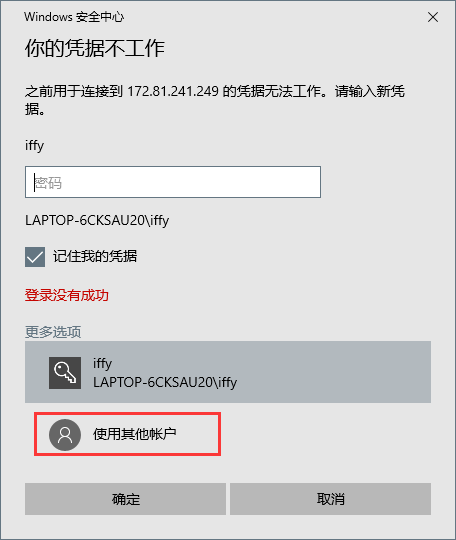 Windows 安全中心
你的凭据不工作
之前用于连接到 172.81.241.249 的凭据无法工作。请输入新凭
据。
iffy
密码
LAPTOP-6CKSAU20\iffy
记住我的凭据
登录没有成功
更多选项
iffy
LAPTOP-6CKSAU20\iffy
使用其他帐户
确定
取消